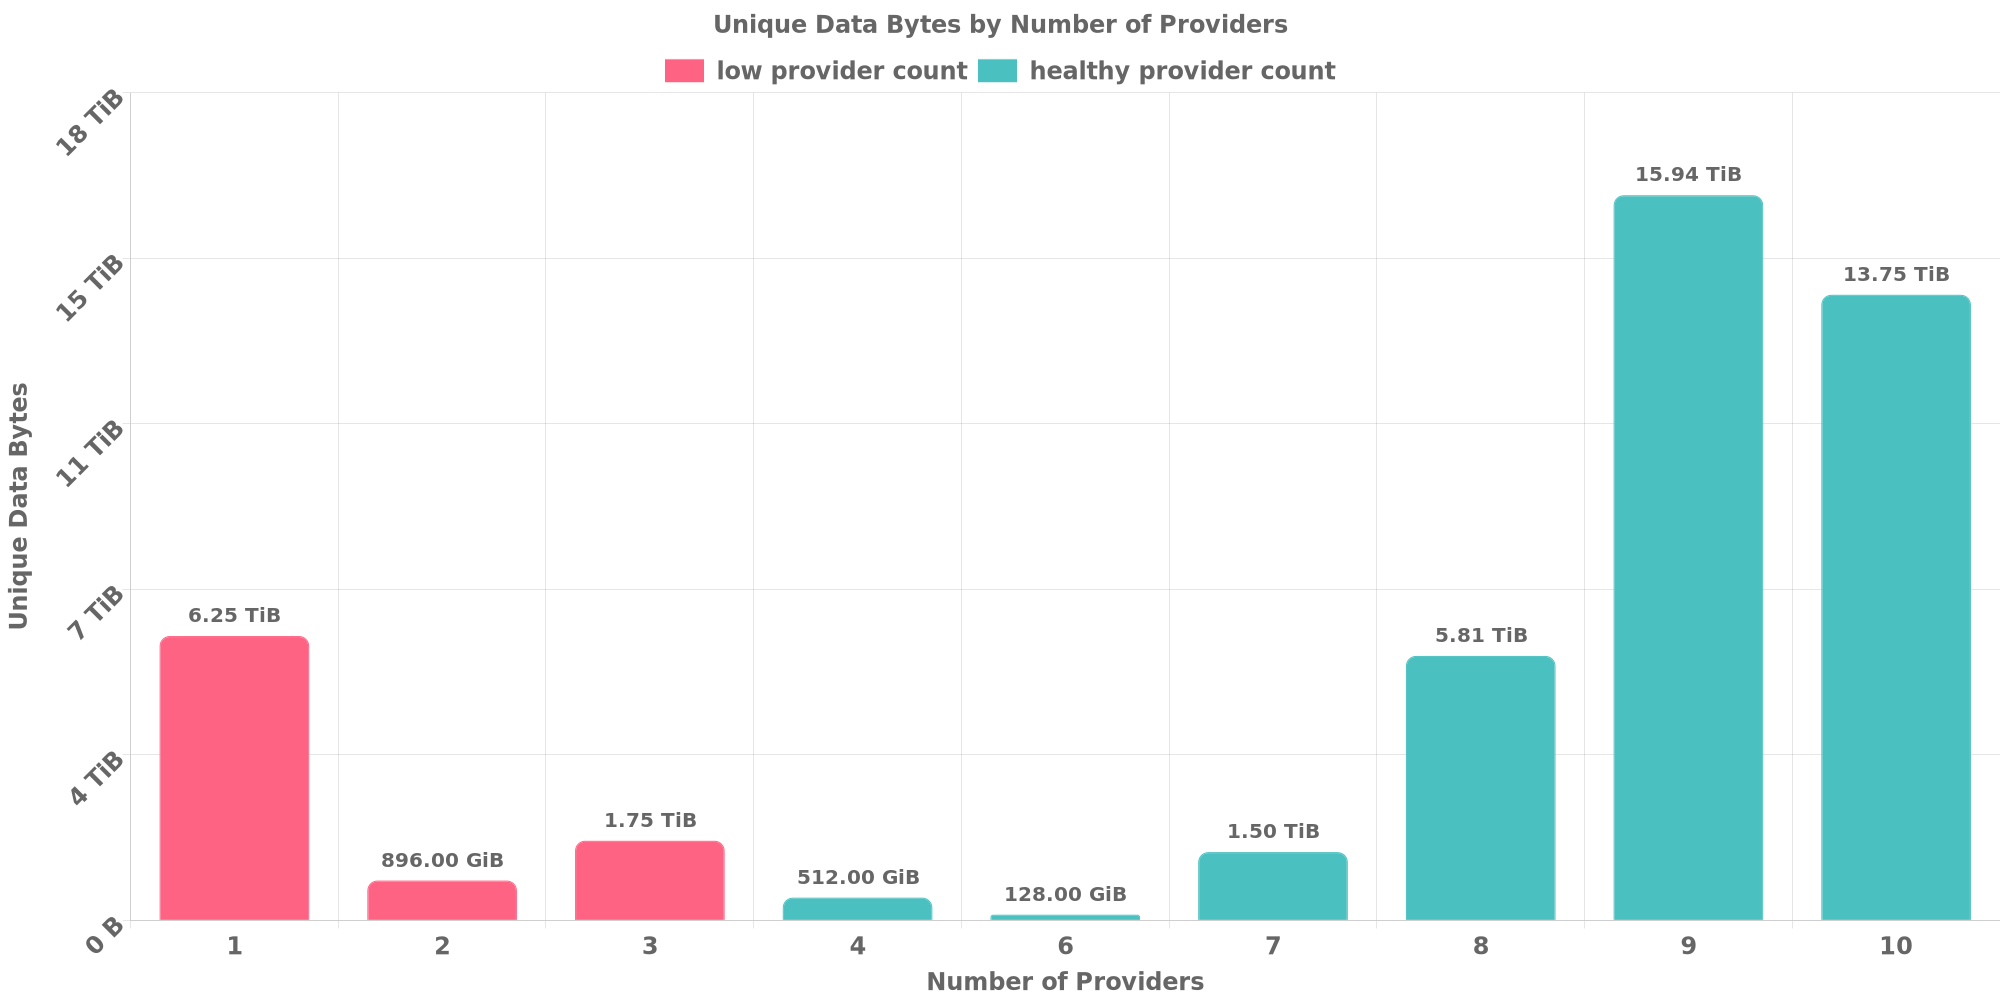 Unique Data Bytes by Number of Providers
low provider count healthy provider count
18 TiB
15 TiB
11 TiB
7 TiB
4 TiB
0 B
Unique Data Bytes
6.25 TiB
896.00 GiB
1.75 TiB
512.00 GiB
128.00 GiB
1.50 TiB
5.81 TiB
15.94 TiB
13.75 TiB
1 2 3 4 6 7 8 9 10
Number of Providers